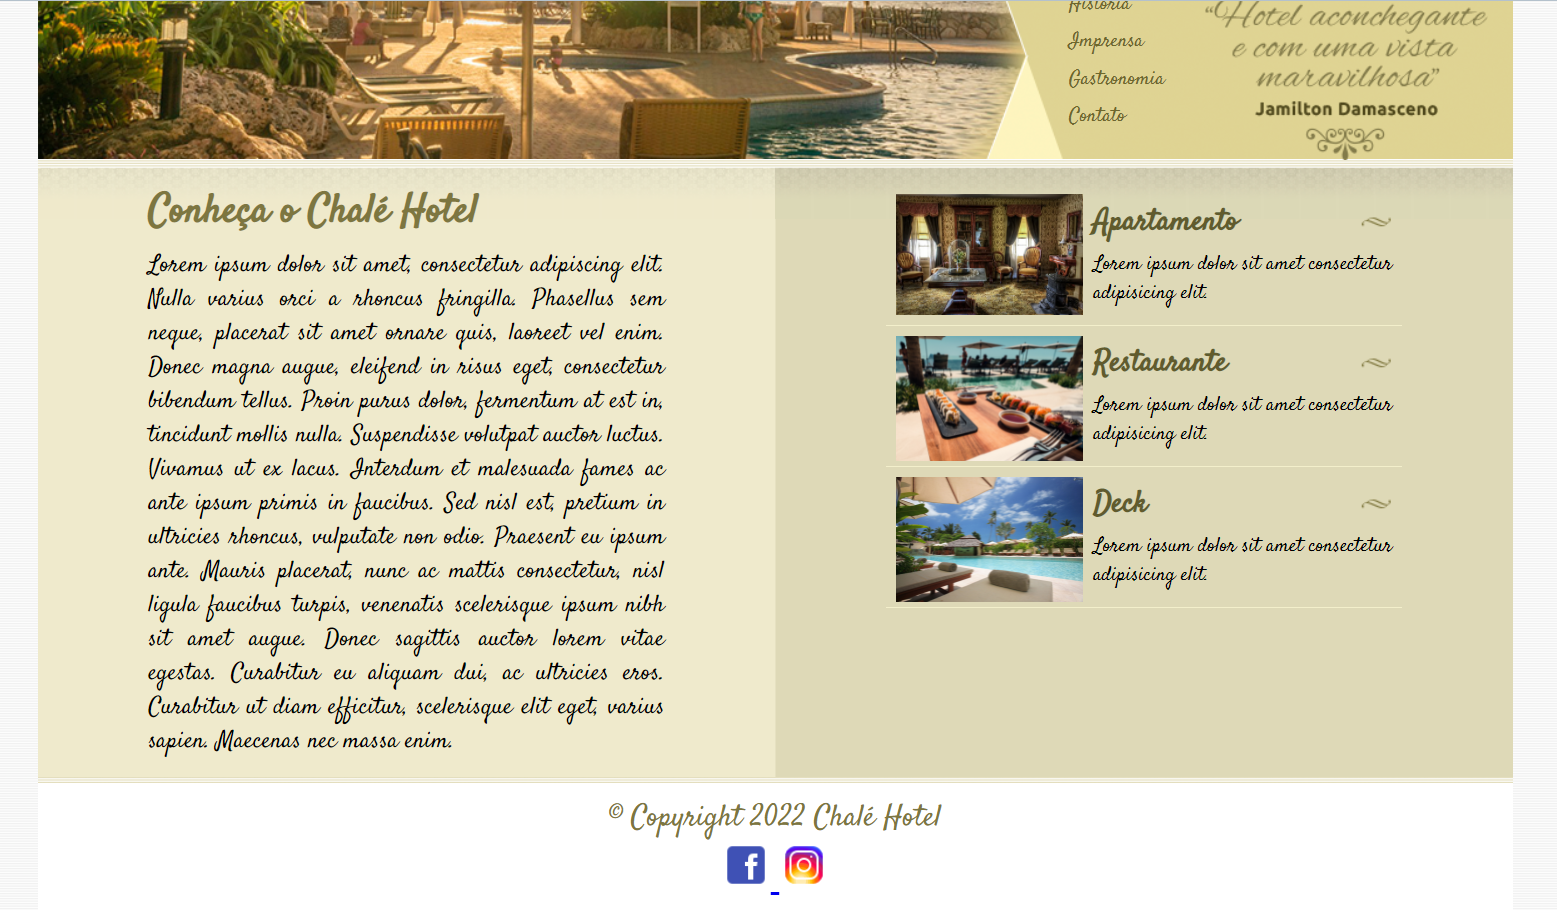 História
Imprensa
Gastronomia
Contato
“Hotel aconchegante
e com uma vista
maravilhosa”
Jamilton Damasceno
Conheça o Chalé Hotel
Lorem ipsum dolor sit amet, consectetur adipiscing elit.
Nulla varius orci a rhoncus fringilla. Phasellus sem
neque, placerat sit amet ornare quis, laoreet vel enim.
Donec magna augue, eleifend in risus eget, consectetur
bibendum tellus. Proin purus dolor, fermentum at est in,
tincidunt mollis nulla. Suspendisse volutpat auctor luctus.
Vivamus ut ex lacus. Interdum et malesuada fames ac
ante ipsum primis in faucibus. Sed nisl est, pretium in
ultricies rhoncus, vulputate non odio. Praesent eu ipsum
ante. Mauris placerat, nunc ac mattis consectetur, nisl
ligula faucibus turpis, venenatis scelerisque ipsum nibh
sit amet augue. Donec sagittis auctor lorem vitae
egestas. Curabitur eu aliquam dui, ac ultricies eros.
Curabitur ut diam efficitur, scelerisque elit eget, varius
sapien. Maecenas nec massa enim.
Apartamento
Lorem ipsum dolor sit amet consectetur
adipisicing elit.
Restaurante
Lorem ipsum dolor sit amet consectetur
adipisicing elit.
Deck
Lorem ipsum dolor sit amet consectetur
adipisicing elit.
© Copyright 2022 Chalé Hotel